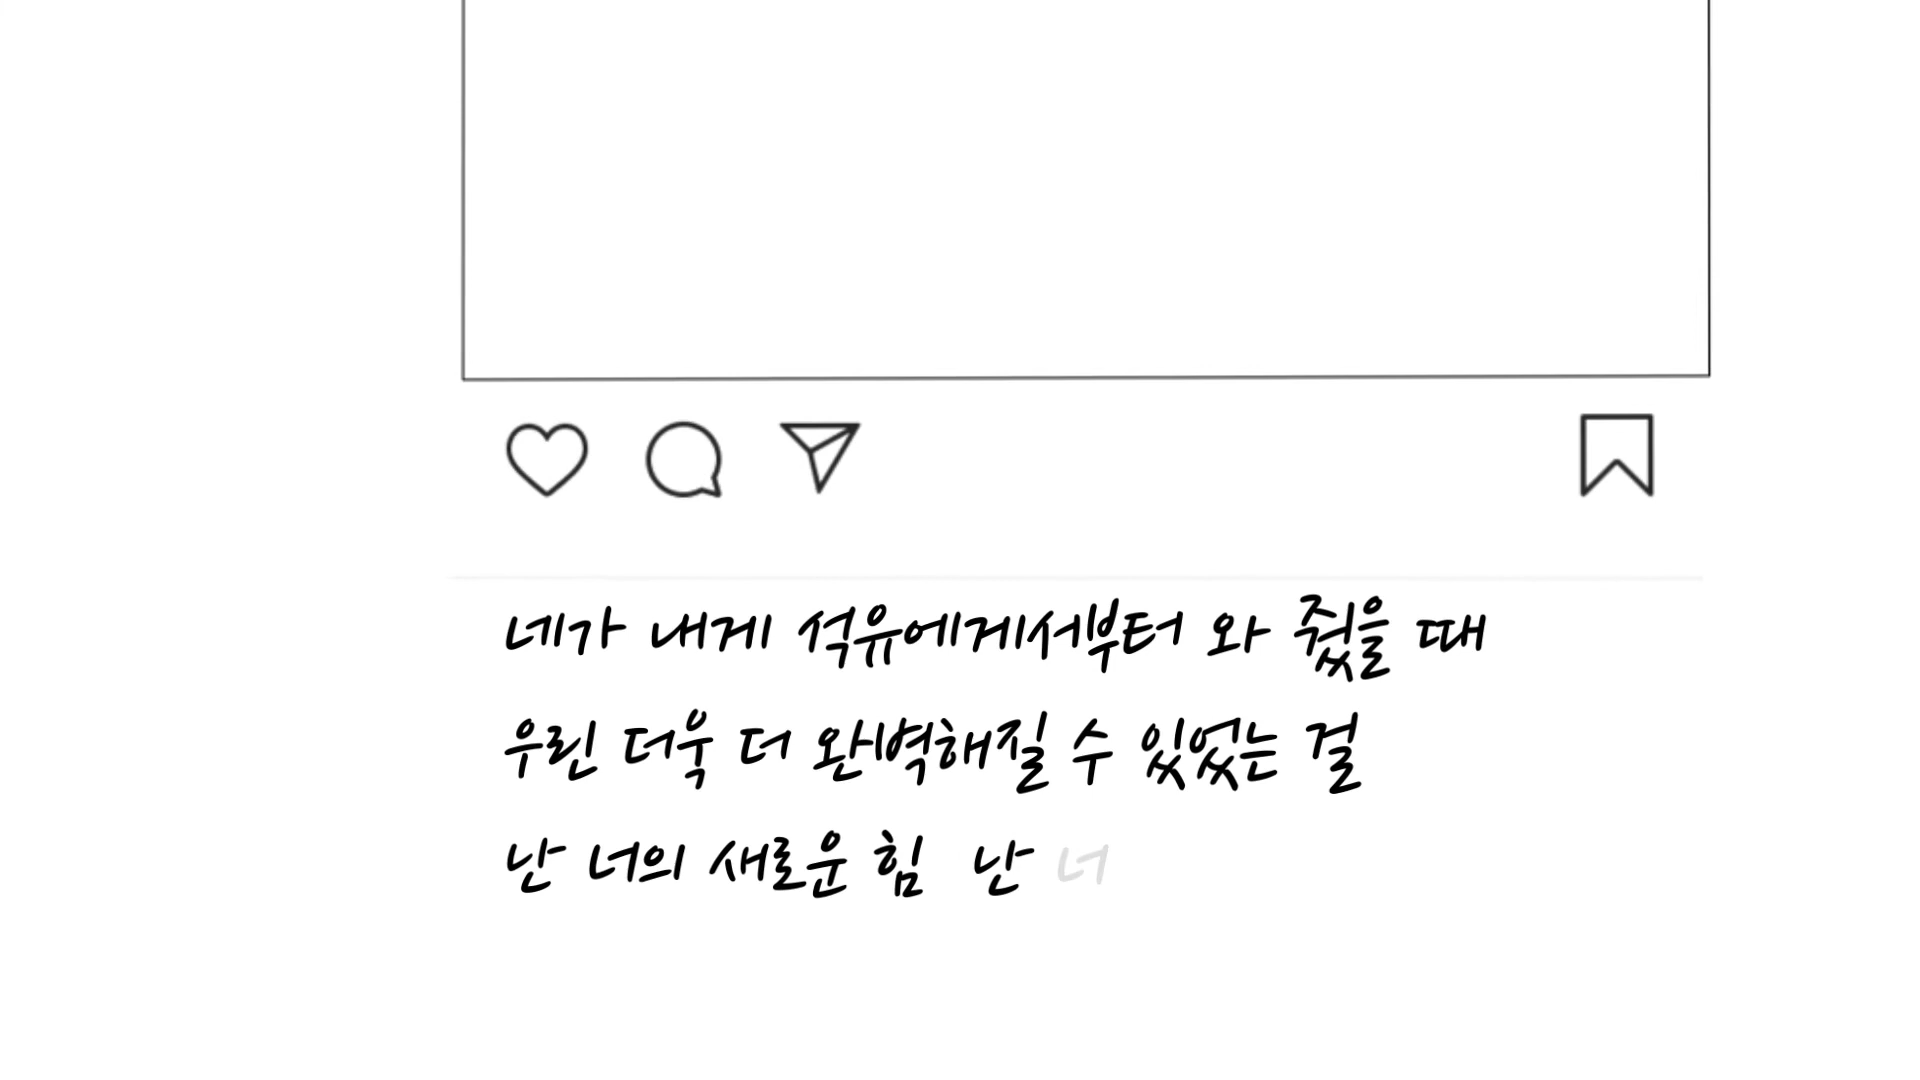 네가 내게 석유에게서부터 와 줬을 때
우린 더욱 더 완벽해질 수 있었는 걸
난 너의 새로운 힘 난 너